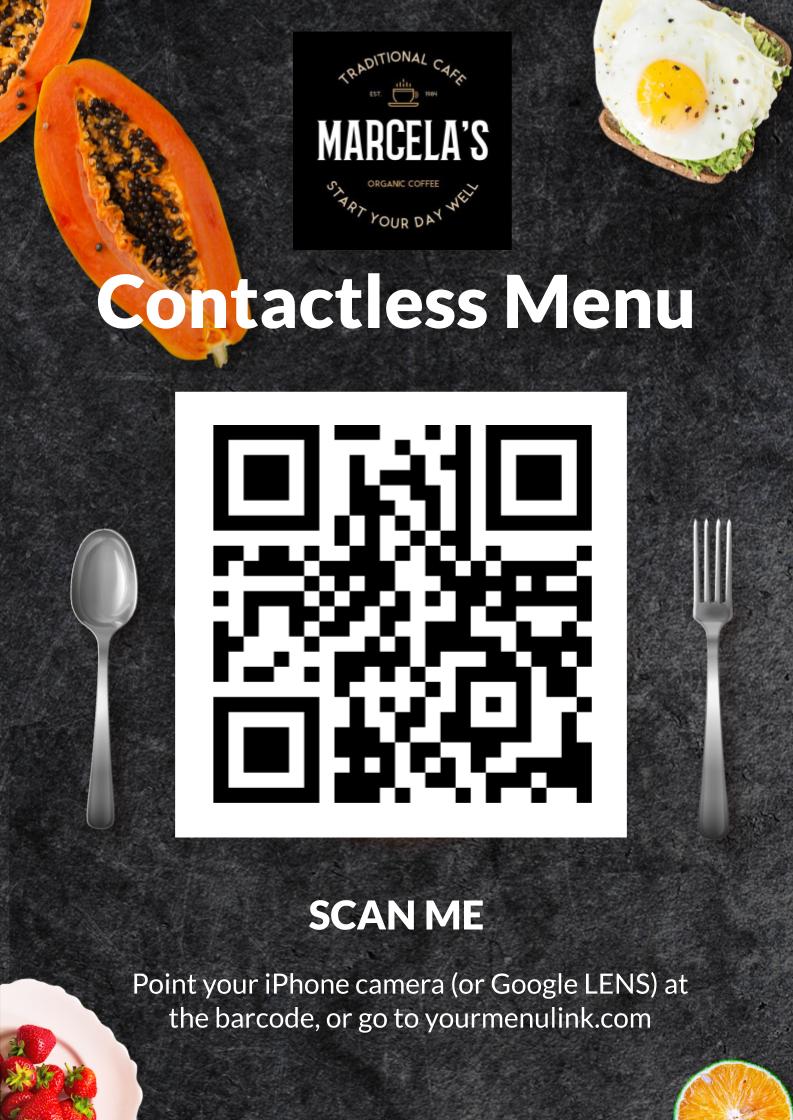 TRADITIONAL CAFE
EST. 1984
MARCELA'S
ORGANIC COFFEE
START YOUR DAY WELL
Contactless Menu
SCAN ME
Point your iPhone camera (or Google LENS) at
the barcode, or go to yourmenulink.com